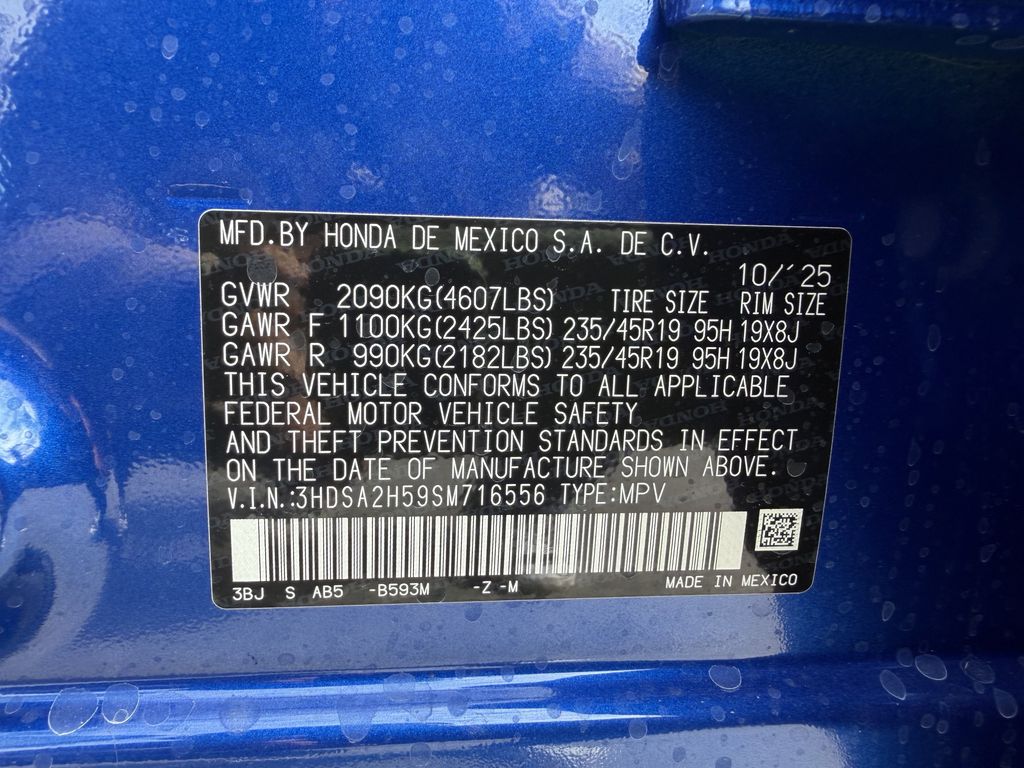 MFD.BY HONDA DE MEXICO S.A. DE C.V.
10/'25
GVWR 2090KG(4607LBS) TIRE SIZE RIM SIZE
GAWR F 1100KG(2425LBS) 235/45R19 95H 19X8J
GAWR R 990KG(2182LBS) 235/45R19 95H 19X8J
THIS VEHICLE CONFORMS TO ALL APPLICABLE
FEDERAL MOTOR VEHICLE SAFETY
AND THEFT PREVENTION STANDARDS IN EFFECT
ON THE DATE OF MANUFACTURE SHOWN ABOVE.
V.I.N.:3HDSA2H59SM716556 TYPE:MPV
3BJ S AB5 -B593M -Z -M MADE IN MEXICO